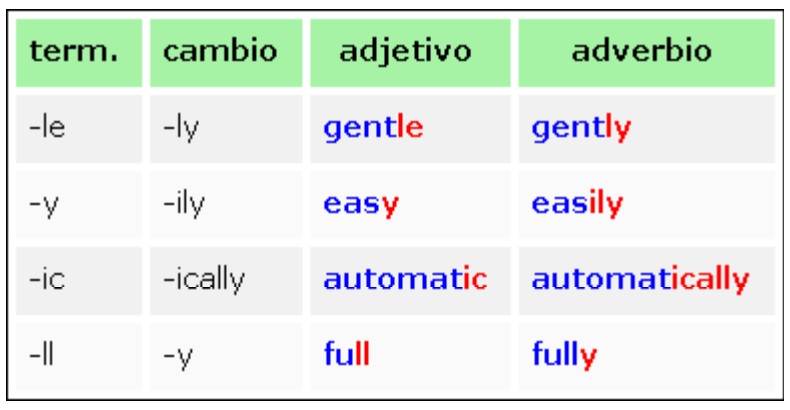 term. cambio adjetivo adverbio
-le -ly gentle gently
-y -ily easy easily
-ic -ically automatic automatically
-ll -y full fully